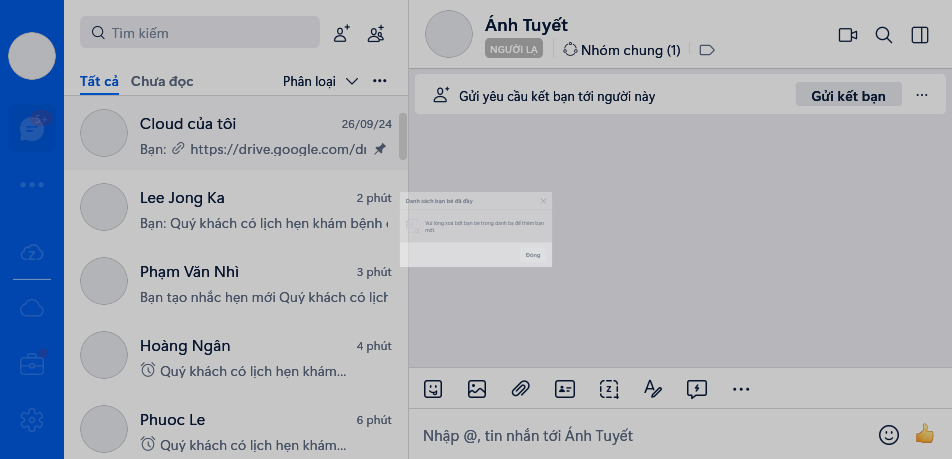 Tìm kiếm
Tất cả
Chưa đọc
Phân loại
5+
Cloud của tôi
26/09/24
Bạn: https://drive.google.com/dr
Lee Jong Ka
2 phút
Bạn: Quý khách có lịch hẹn khám bệnh
Phạm Văn Nhì
3 phút
Bạn tạo nhắc hẹn mới Quý khách có lịch
Hoàng Ngân
4 phút
Quý khách có lịch hẹn khám...
Phuoc Le
6 phút
Quý khách có lịch hẹn khám...
Ánh Tuyết
NGƯỜI LẠ
Nhóm chung (1)
Gửi yêu cầu kết bạn tới người này
Gửi kết bạn
Danh sách bạn bè đã đầy
Vui lòng xoá bớt bạn bè trong danh bạ để thêm bạn
mới.
Đóng
Nhập @, tin nhắn tới Ánh Tuyết